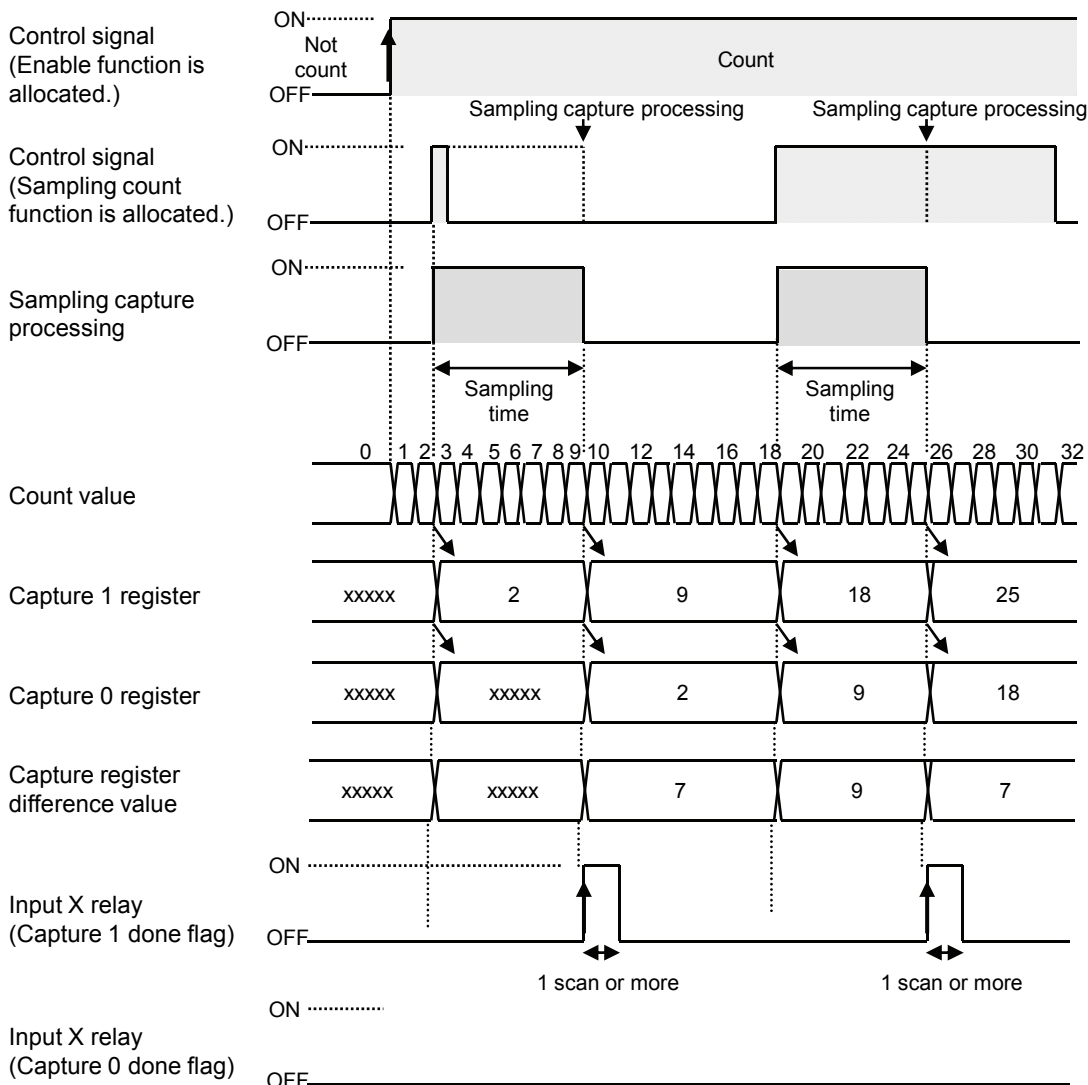 Control signal
(Enable function is
allocated.)
ON
Not
count
OFF
Count
Sampling capture processing
Sampling capture processing
Control signal
(Sampling count
function is allocated.)
ON
OFF
Sampling capture
processing
ON
OFF
Sampling
time
Sampling
time
Count value
0 1 2 3 4 5 6 7 8 9 10 12 14 16 18 20 22 24 26 28 30 32
Capture 1 register
xxxxx 2 9 18 25
Capture 0 register
xxxxx xxxxx 2 9 18
Capture register
difference value
xxxxx xxxxx 7 9 7
Input X relay
(Capture 1 done flag)
ON
OFF
1 scan or more
1 scan or more
Input X relay
(Capture 0 done flag)
ON
OFF